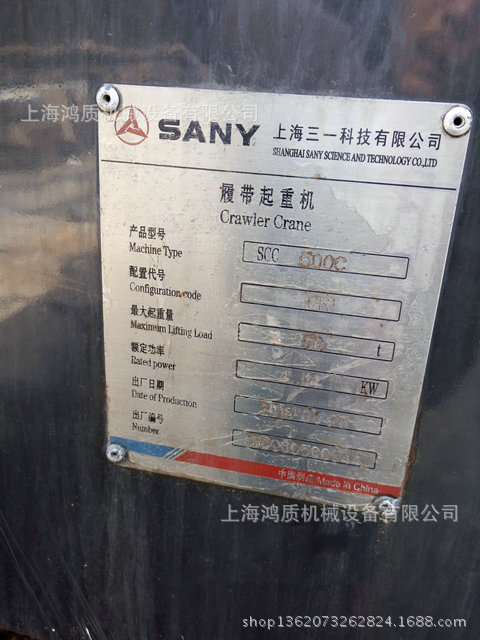 上海鸿质机械设备有限公司
SANY 上海三一科技有限公司
SHANGHAI SANY SCIENCE AND TECHNOLOGY CO.,LTD
履带起重机
Crawler Crane
产品型号
Machine Type SCC 500C
配置代号
Configuration code
最大起重量
Maximum Lifting Load t
额定功率
Rated power KW
出厂日期
Date of Production
出厂编号
Number
中国制造/Made in China
上海鸿质机械设备有限公司
shop1362073262824.1688.com